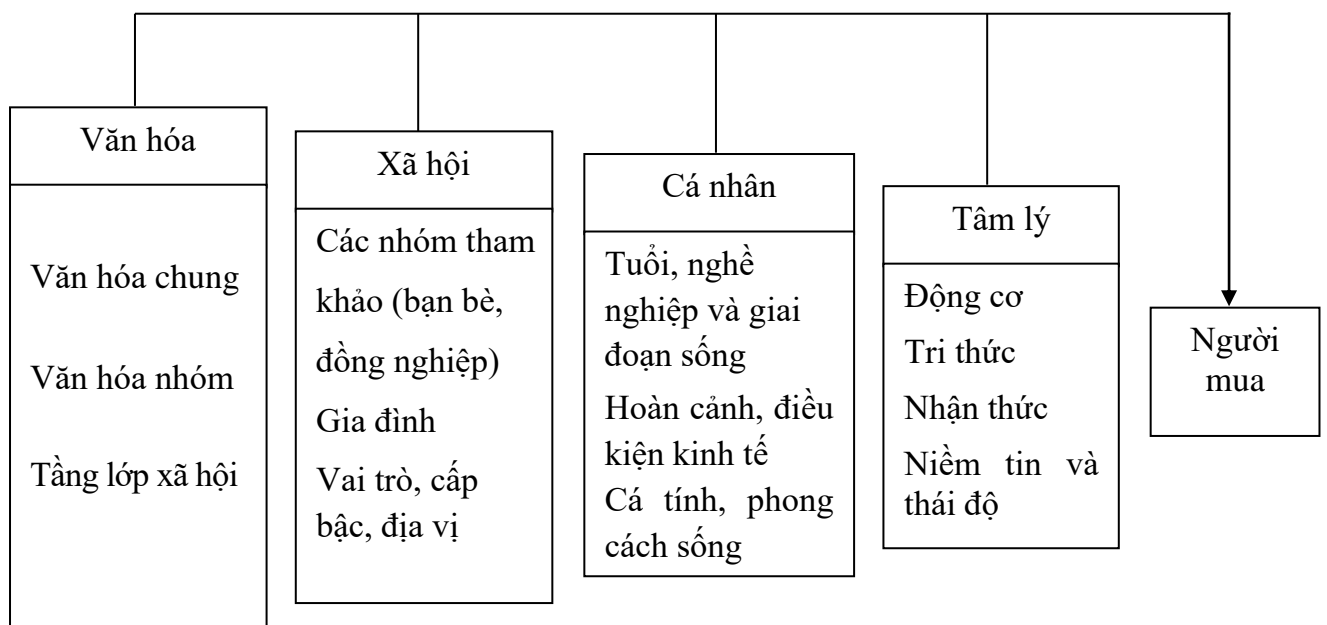 Văn hóa
Văn hóa chung
Văn hóa nhóm
Tầng lớp xã hội
Xã hội
Các nhóm tham
khảo (bạn bè,
đồng nghiệp)
Gia đình
Vai trò, cấp
bậc, địa vị
Cá nhân
Tuổi, nghề
nghiệp và giai
đoạn sống
Hoàn cảnh, điều
kiện kinh tế
Cá tính, phong
cách sống
Tâm lý
Động cơ
Tri thức
Nhận thức
Niềm tin và
thái độ
Người
mua